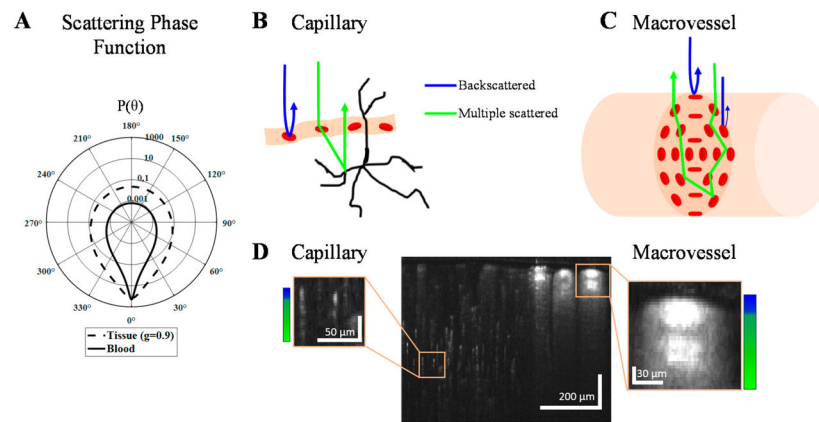 A
Scattering Phase
Function
P(θ)
180°
210°
150°
1000
240°
10
120°
0.1
0.001
270°
90°
300°
60°
330°
30°
0°
Tissue (g=0.9)
Blood
B
Capillary
Backscattered
Multiple scattered
C
Macrovessel
D
Capillary
Macrovessel
50 µm
200 µm
30 µm